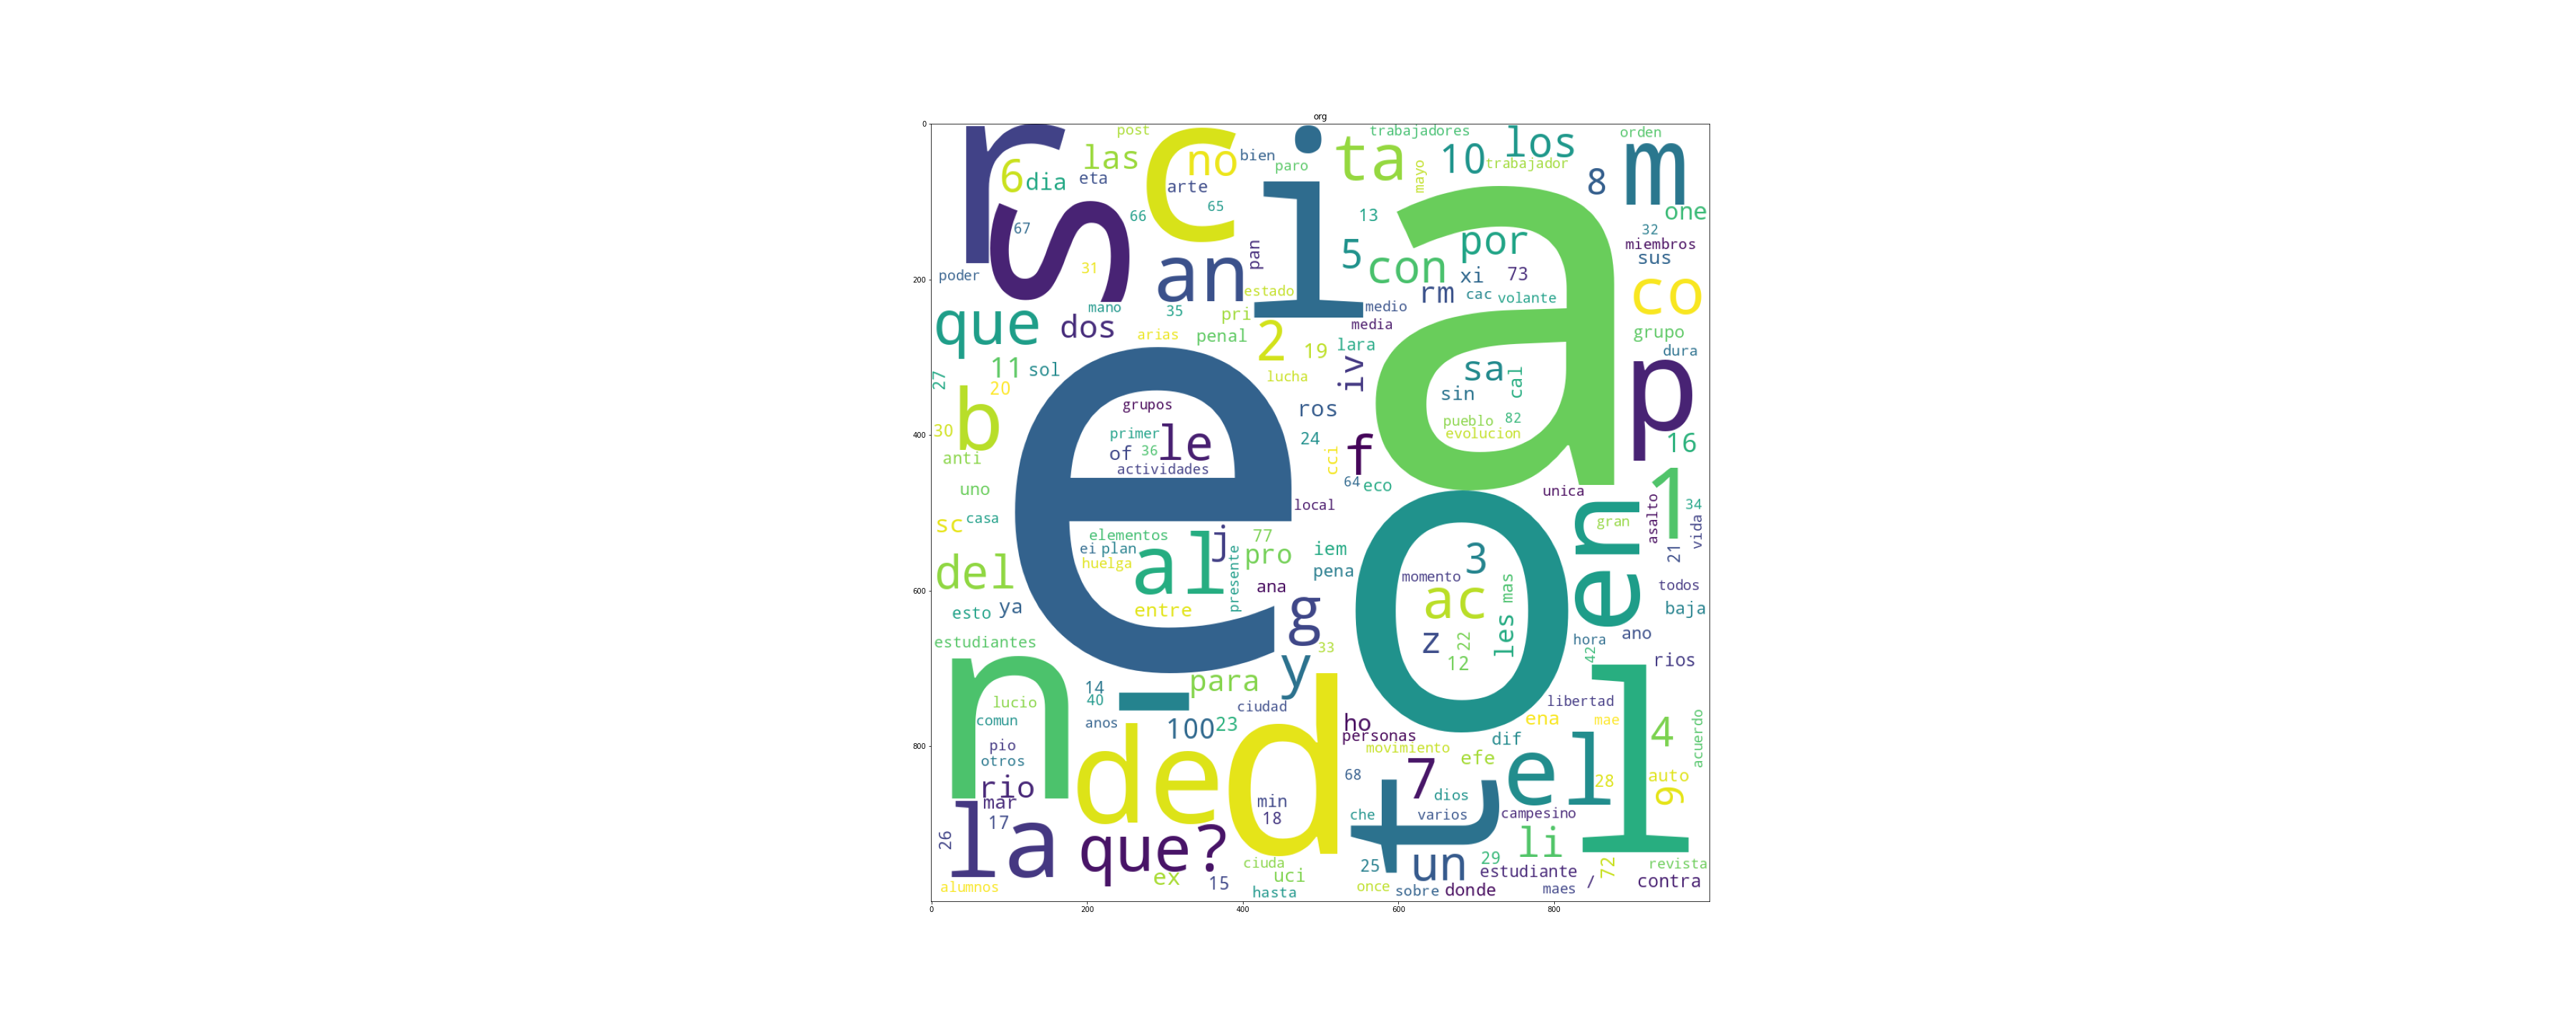 org
0
r
post
c
i
trabajadores
los
orden
las
no
bien
ta
10
m
6
dia
eta
arte
paro
mayo
trabajador
8
s
66
65
13
a
one
67
por
32
miembros
5
pan
an
con
xi
73
sus
200
poder
31
estado
rm
cac
volante
co
mano
35
pri
medio
que
dos
arias
penal
2
media
grupo
19
lara
dura
11
sol
e
lucha
iv
sa
cal
p
27
20
sin
b
grupos
ros
pueblo
82
400
30
primer
le
24
f
evolucion
16
anti
of
36
actividades
cci
uno
64
eco
unica
1
local
o
en
asalto
34
sc
casa
gran
vida
elementos
al
j
77
ei
plan
pro
iem
3
21
huelga
presente
del
pena
momento
mas
todos
ana
ac
600
esto
ya
entre
g
les
baja
z
22
hora
ano
estudiantes
33
12
42
rios
n
y
l
14
para
40
-
lucio
ciudad
libertad
comun
anos
100
23
d
ho
ena
mae
4
acuerdo
personas
dif
800
pio
de
movimiento
el
otros
efe
rio
68
7
28
auto
mar
min
t
dios
9
la
17
18
che
varios
campesino
26
que?
li
ciuda
25
un
29
72
revista
ex
15
uci
estudiante
/
contra
alumnos
hasta
once
sobre
donde
maes
0
200
400
600
800